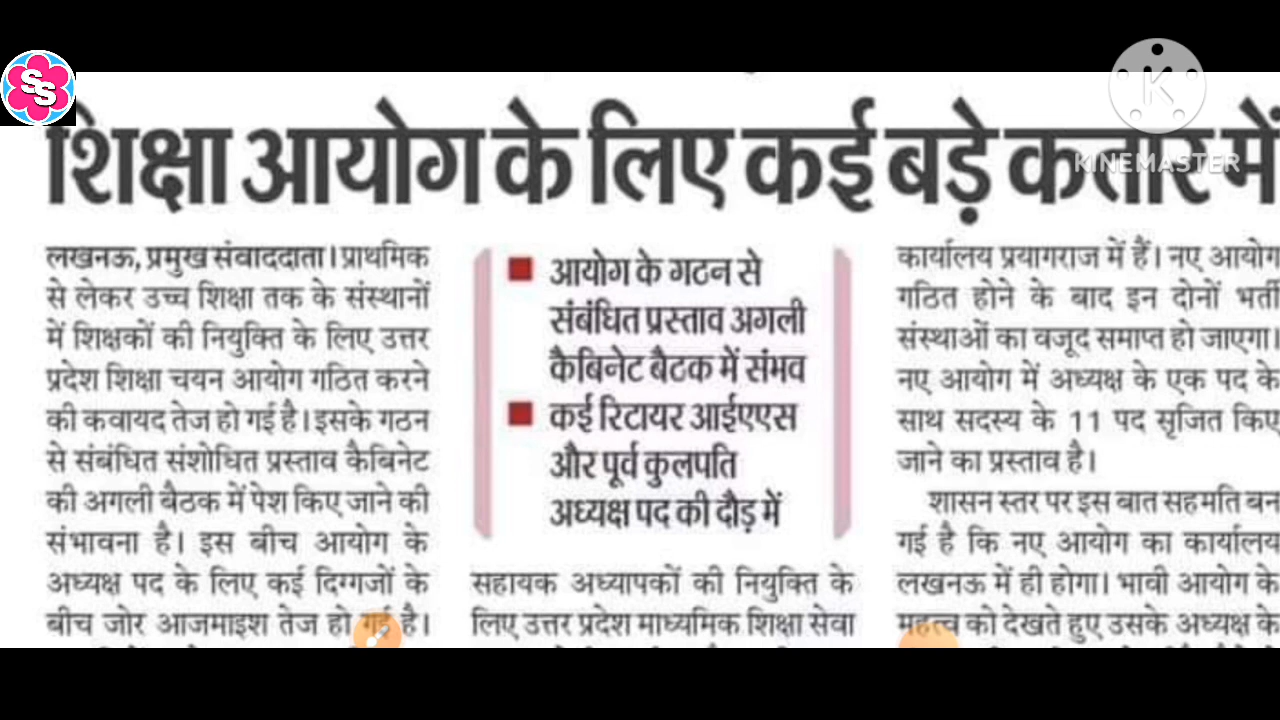 SS
K
KINEMASTER
शिक्षा आयोग के लिए कई बड़े कतार में
लखनऊ, प्रमुख संवाददाता। प्राथमिक
से लेकर उच्च शिक्षा तक के संस्थानों
में शिक्षकों की नियुक्ति के लिए उत्तर
प्रदेश शिक्षा चयन आयोग गठित करने
की कवायद तेज हो गई है। इसके गठन
से संबंधित संशोधित प्रस्ताव कैबिनेट
की अगली बैठक में पेश किए जाने की
संभावना है। इस बीच आयोग के
अध्यक्ष पद के लिए कई दिग्गजों के
बीच जोर आजमाइश तेज हो गई है।
आयोग के गठन से
संबंधित प्रस्ताव अगली
कैबिनेट बैठक में संभव
कई रिटायर आईएएस
और पूर्व कुलपति
अध्यक्ष पद की दौड़ में
सहायक अध्यापकों की नियुक्ति के
लिए उत्तर प्रदेश माध्यमिक शिक्षा सेवा
कार्यालय प्रयागराज में हैं। नए आयोग
गठित होने के बाद इन दोनों भर्ती
संस्थाओं का वजूद समाप्त हो जाएगा।
नए आयोग में अध्यक्ष के एक पद के
साथ सदस्य के 11 पद सृजित किए
जाने का प्रस्ताव है।
शासन स्तर पर इस बात सहमति बन
गई है कि नए आयोग का कार्यालय
लखनऊ में ही होगा। भावी आयोग के
महत्व को देखते हुए उसके अध्यक्ष के